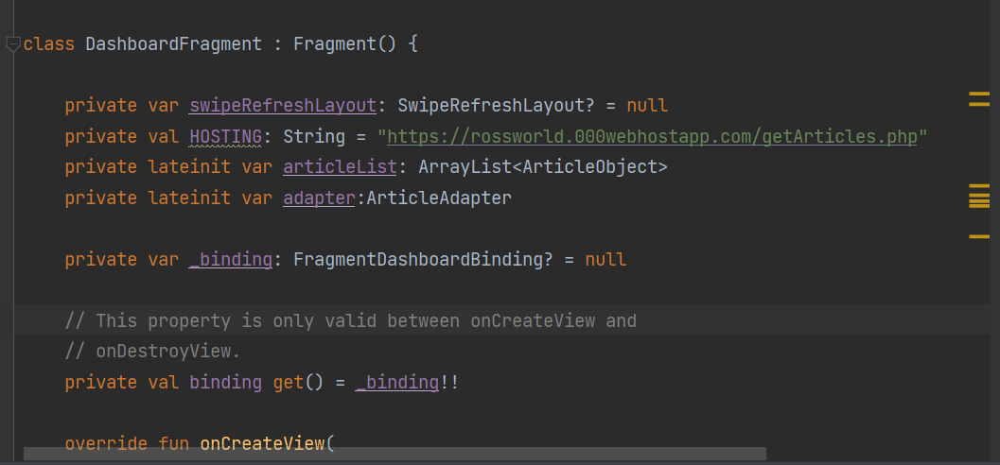 class DashboardFragment : Fragment() {
private var swipeRefreshLayout: SwipeRefreshLayout? = null
private val HOSTING: String = "https://rossworld.000webhostapp.com/getArticles.php"
private lateinit var articleList: ArrayList<ArticleObject>
private lateinit var adapter:ArticleAdapter
private var _binding: FragmentDashboardBinding? = null
// This property is only valid between onCreateView and
// onDestroyView.
private val binding get() = _binding!!
override fun onCreateView(